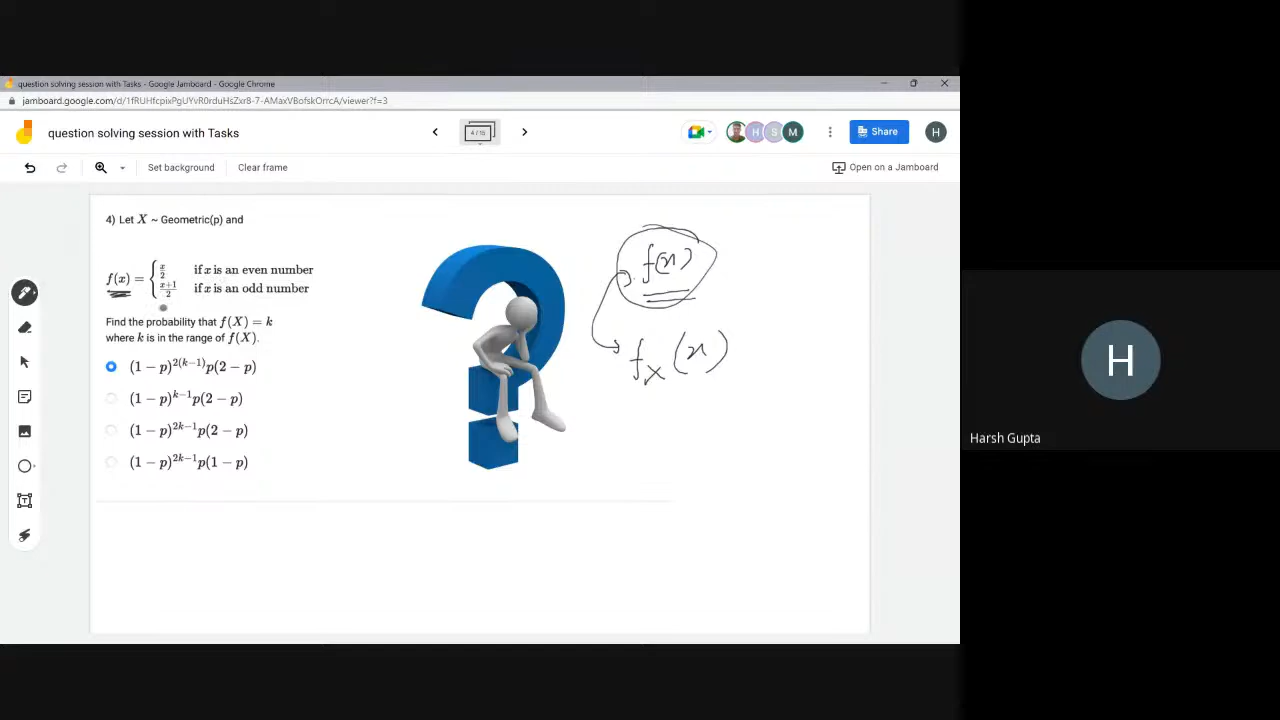 question solving session with Tasks - Google Jamboard - Google Chrome
jamboard.google.com/d/1fRUHfcpixPgUYvR0rduHsZxr8-7-AMaxVBofskOrrcA/viewer?f=3
question solving session with Tasks
4 / 15
H
S
M
Share
H
Set background
Clear frame
Open on a Jamboard
4) Let X ~ Geometric(p) and
f(x) = { x/2 if x is an even number
(x+1)/2 if x is an odd number
Find the probability that f(X) = k
where k is in the range of f(X).
(1 − p)^{2(k−1)}p(2 − p)
(1 − p)^{k−1}p(2 − p)
(1 − p)^{2k−1}p(2 − p)
(1 − p)^{2k−1}p(1 − p)
f(x)
f_X (x)
H
Harsh Gupta